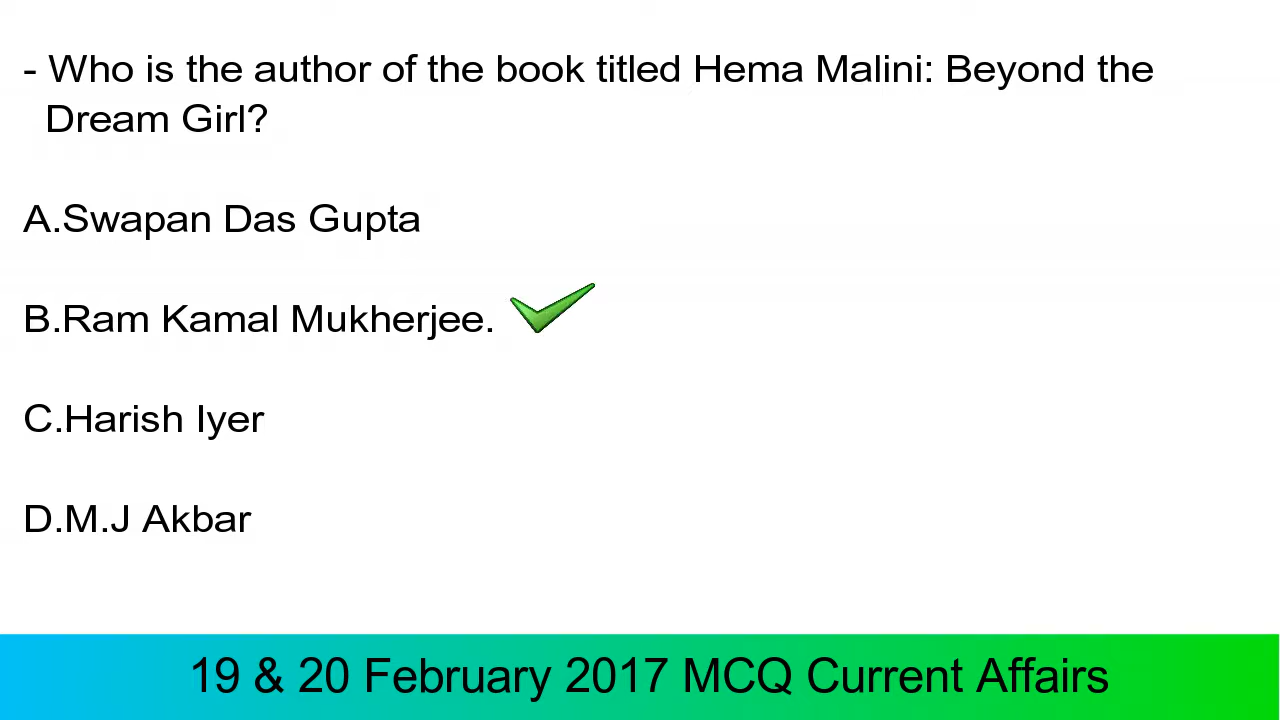 - Who is the author of the book titled Hema Malini: Beyond the
Dream Girl?
A.Swapan Das Gupta
B.Ram Kamal Mukherjee.
C.Harish Iyer
D.M.J Akbar
19 & 20 February 2017 MCQ Current Affairs